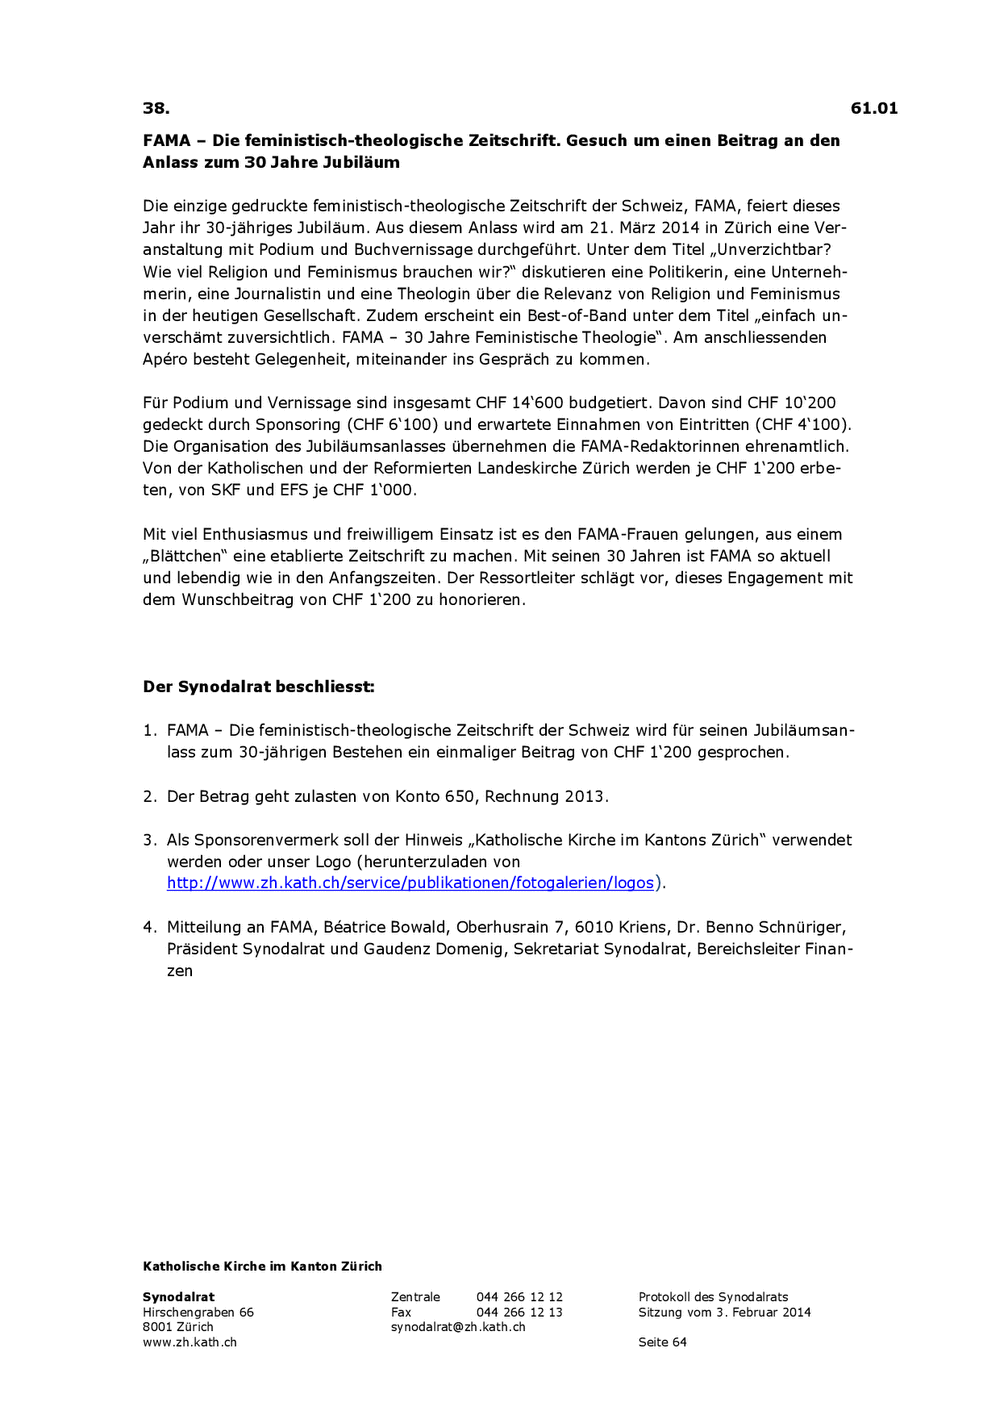 38. 61.01
FAMA – Die feministisch-theologische Zeitschrift. Gesuch um einen Beitrag an den
Anlass zum 30 Jahre Jubiläum
Die einzige gedruckte feministisch-theologische Zeitschrift der Schweiz, FAMA, feiert dieses
Jahr ihr 30-jähriges Jubiläum. Aus diesem Anlass wird am 21. März 2014 in Zürich eine Ver-
anstaltung mit Podium und Buchvernissage durchgeführt. Unter dem Titel „Unverzichtbar?
Wie viel Religion und Feminismus brauchen wir?“ diskutieren eine Politikerin, eine Unterneh-
merin, eine Journalistin und eine Theologin über die Relevanz von Religion und Feminismus
in der heutigen Gesellschaft. Zudem erscheint ein Best-of-Band unter dem Titel „einfach un-
verschämt zuversichtlich. FAMA – 30 Jahre Feministische Theologie“. Am anschliessenden
Apéro besteht Gelegenheit, miteinander ins Gespräch zu kommen.
Für Podium und Vernissage sind insgesamt CHF 14‘600 budgetiert. Davon sind CHF 10‘200
gedeckt durch Sponsoring (CHF 6‘100) und erwartete Einnahmen von Eintritten (CHF 4‘100).
Die Organisation des Jubiläumsanlasses übernehmen die FAMA-Redaktorinnen ehrenamtlich.
Von der Katholischen und der Reformierten Landeskirche Zürich werden je CHF 1‘200 erbe-
ten, von SKF und EFS je CHF 1‘000.
Mit viel Enthusiasmus und freiwilligem Einsatz ist es den FAMA-Frauen gelungen, aus einem
„Blättchen“ eine etablierte Zeitschrift zu machen. Mit seinen 30 Jahren ist FAMA so aktuell
und lebendig wie in den Anfangszeiten. Der Ressortleiter schlägt vor, dieses Engagement mit
dem Wunschbeitrag von CHF 1‘200 zu honorieren.
Der Synodalrat beschliesst:
1. FAMA – Die feministisch-theologische Zeitschrift der Schweiz wird für seinen Jubiläumsan-
lass zum 30-jährigen Bestehen ein einmaliger Beitrag von CHF 1‘200 gesprochen.
2. Der Betrag geht zulasten von Konto 650, Rechnung 2013.
3. Als Sponsorenvermerk soll der Hinweis „Katholische Kirche im Kantons Zürich“ verwendet
werden oder unser Logo (herunterzuladen von
http://www.zh.kath.ch/service/publikationen/fotogalerien/logos).
4. Mitteilung an FAMA, Béatrice Bowald, Oberhusrain 7, 6010 Kriens, Dr. Benno Schnüriger,
Präsident Synodalrat und Gaudenz Domenig, Sekretariat Synodalrat, Bereichsleiter Finan-
zen
Katholische Kirche im Kanton Zürich
Synodalrat Zentrale 044 266 12 12 Protokoll des Synodalrats
Hirschengraben 66 Fax 044 266 12 13 Sitzung vom 3. Februar 2014
8001 Zürich synodalrat@zh.kath.ch
www.zh.kath.ch Seite 64